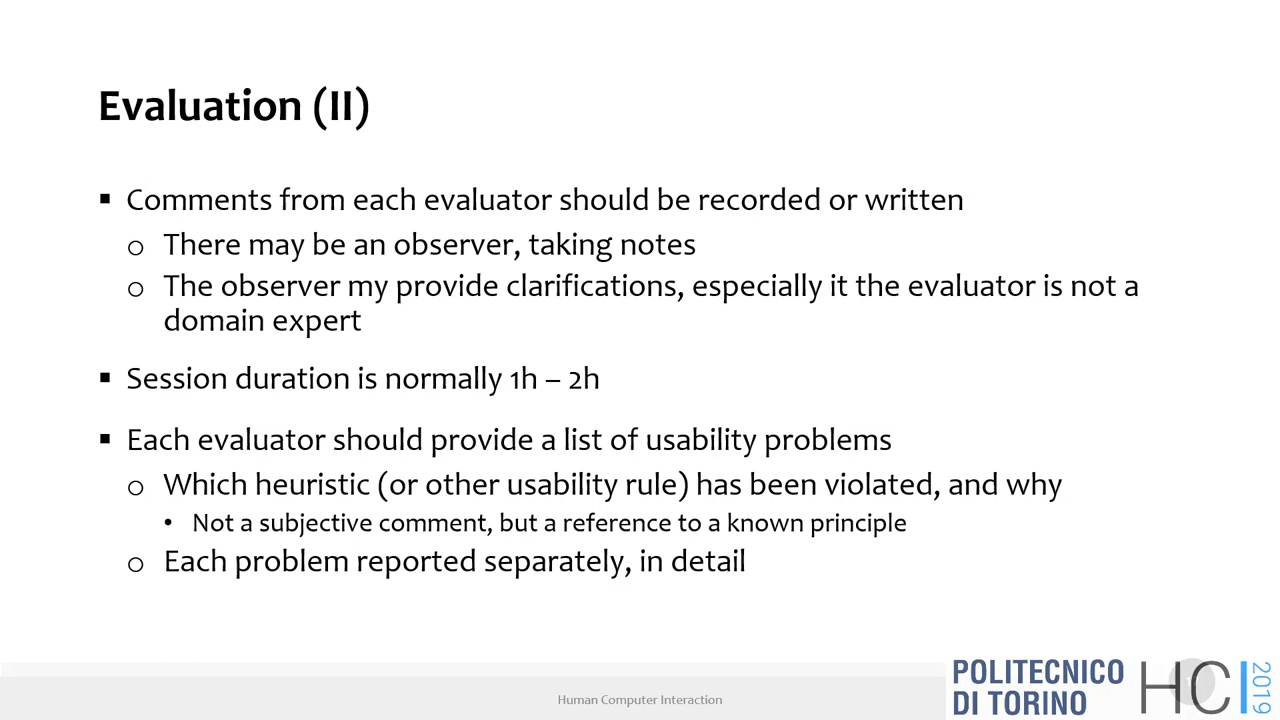 Evaluation (II)
▪ Comments from each evaluator should be recorded or written
o There may be an observer, taking notes
o The observer my provide clarifications, especially it the evaluator is not a
domain expert
▪ Session duration is normally 1h – 2h
▪ Each evaluator should provide a list of usability problems
o Which heuristic (or other usability rule) has been violated, and why
• Not a subjective comment, but a reference to a known principle
o Each problem reported separately, in detail
Human Computer Interaction
POLITECNICO
DI TORINO
HCI
2019